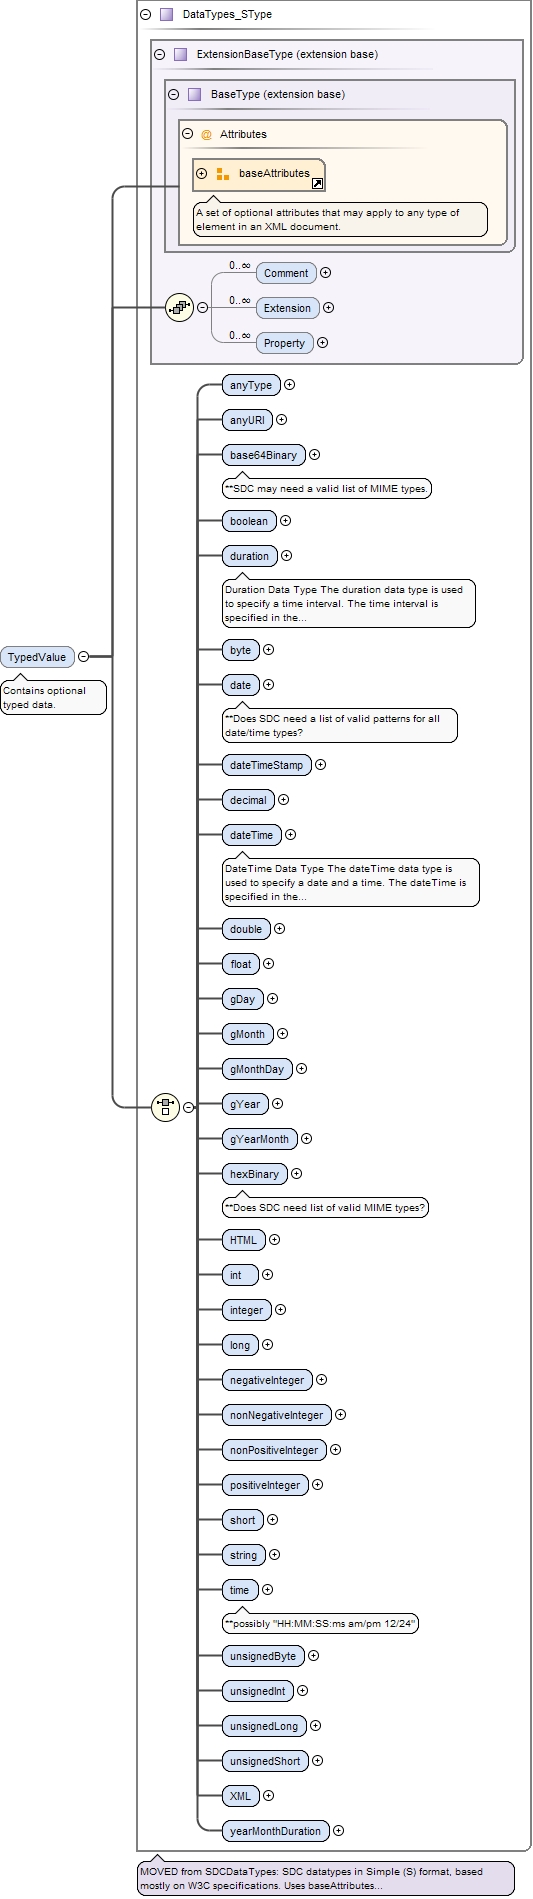 DataTypes_SType
ExtensionBaseType (extension base)
BaseType (extension base)
@ Attributes
baseAttributes
A set of optional attributes that may apply to any type of
element in an XML document.
0..∞
Comment
0..∞
Extension
0..∞
Property
anyType
anyURI
base64Binary
**SDC may need a valid list of MIME types.
boolean
duration
Duration Data Type The duration data type is used
to specify a time interval. The time interval is
specified in the...
byte
TypedValue
Contains optional
typed data.
date
**Does SDC need a list of valid patterns for all
date/time types?
dateTimeStamp
decimal
dateTime
DateTime Data Type The dateTime data type is
used to specify a date and a time. The dateTime is
specified in the...
double
float
gDay
gMonth
gMonthDay
gYear
gYearMonth
hexBinary
**Does SDC need list of valid MIME types?
HTML
int
integer
long
negativeInteger
nonNegativeInteger
nonPositiveInteger
positiveInteger
short
string
time
**possibly "HH:MM:SS:ms am/pm 12/24"
unsignedByte
unsignedInt
unsignedLong
unsignedShort
XML
yearMonthDuration
MOVED from SDCDataTypes: SDC datatypes in Simple (S) format, based
mostly on W3C specifications. Uses baseAttributes...